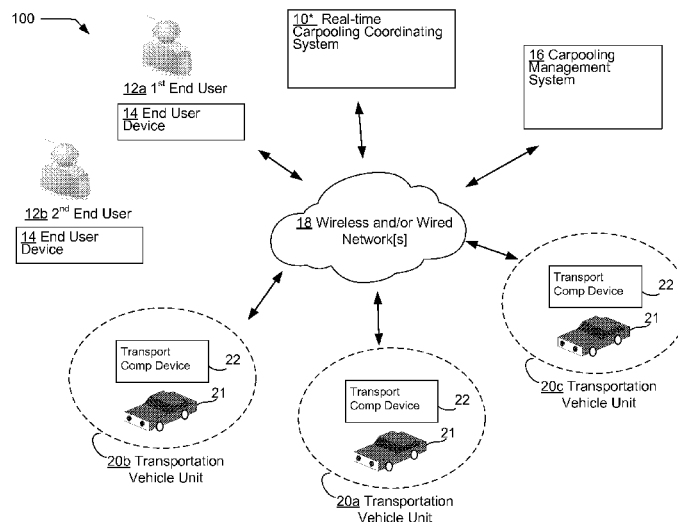 100
10* Real-time
Carpooling Coordinating
System
16 Carpooling
Management
System
12a 1st End User
14 End User
Device
12b 2nd End User
14 End User
Device
18 Wireless and/or Wired
Network[s]
Transport
Comp Device
22
21
20c Transportation
Vehicle Unit
Transport
Comp Device
22
21
20b Transportation
Vehicle Unit
Transport
Comp Device
22
21
20a Transportation
Vehicle Unit